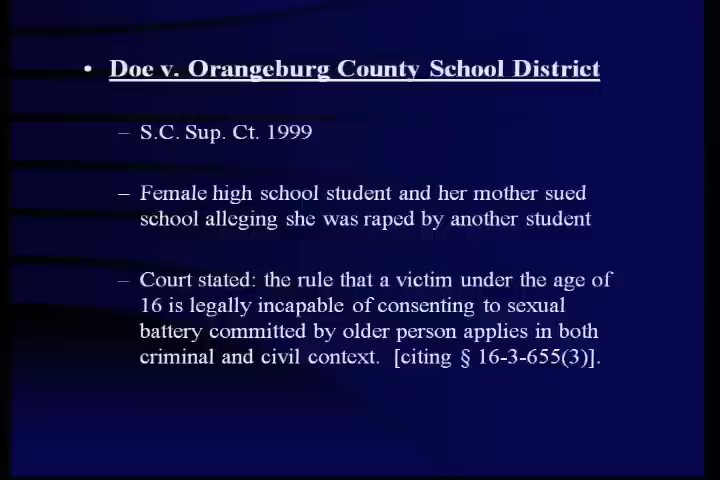 • Doe v. Orangeburg County School District
– S.C. Sup. Ct. 1999
– Female high school student and her mother sued
school alleging she was raped by another student
– Court stated: the rule that a victim under the age of
16 is legally incapable of consenting to sexual
battery committed by older person applies in both
criminal and civil context. [citing § 16-3-655(3)].